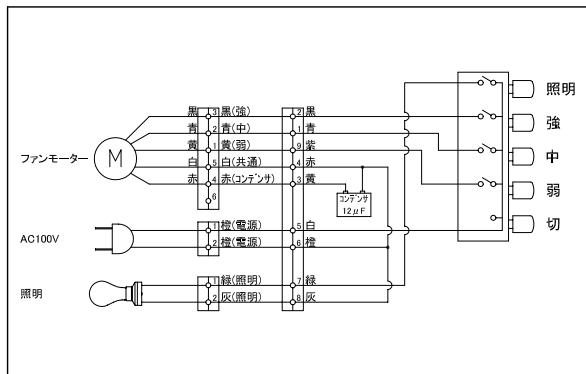 黒 3 黒(強) 2 黒
青 2 青(中) 1 青
黄 1 黄(弱) 9 紫
白 5 白(共通) 4 赤
赤 4 赤(コンデンサ) 3 黄
6
ファンモーター
M
コンデンサ
12μF
AC100V
1 橙(電源) 5 白
2 橙(電源) 6 橙
照明
1 緑(照明) 7 緑
2 灰(照明) 8 灰
照明
強
中
弱
切